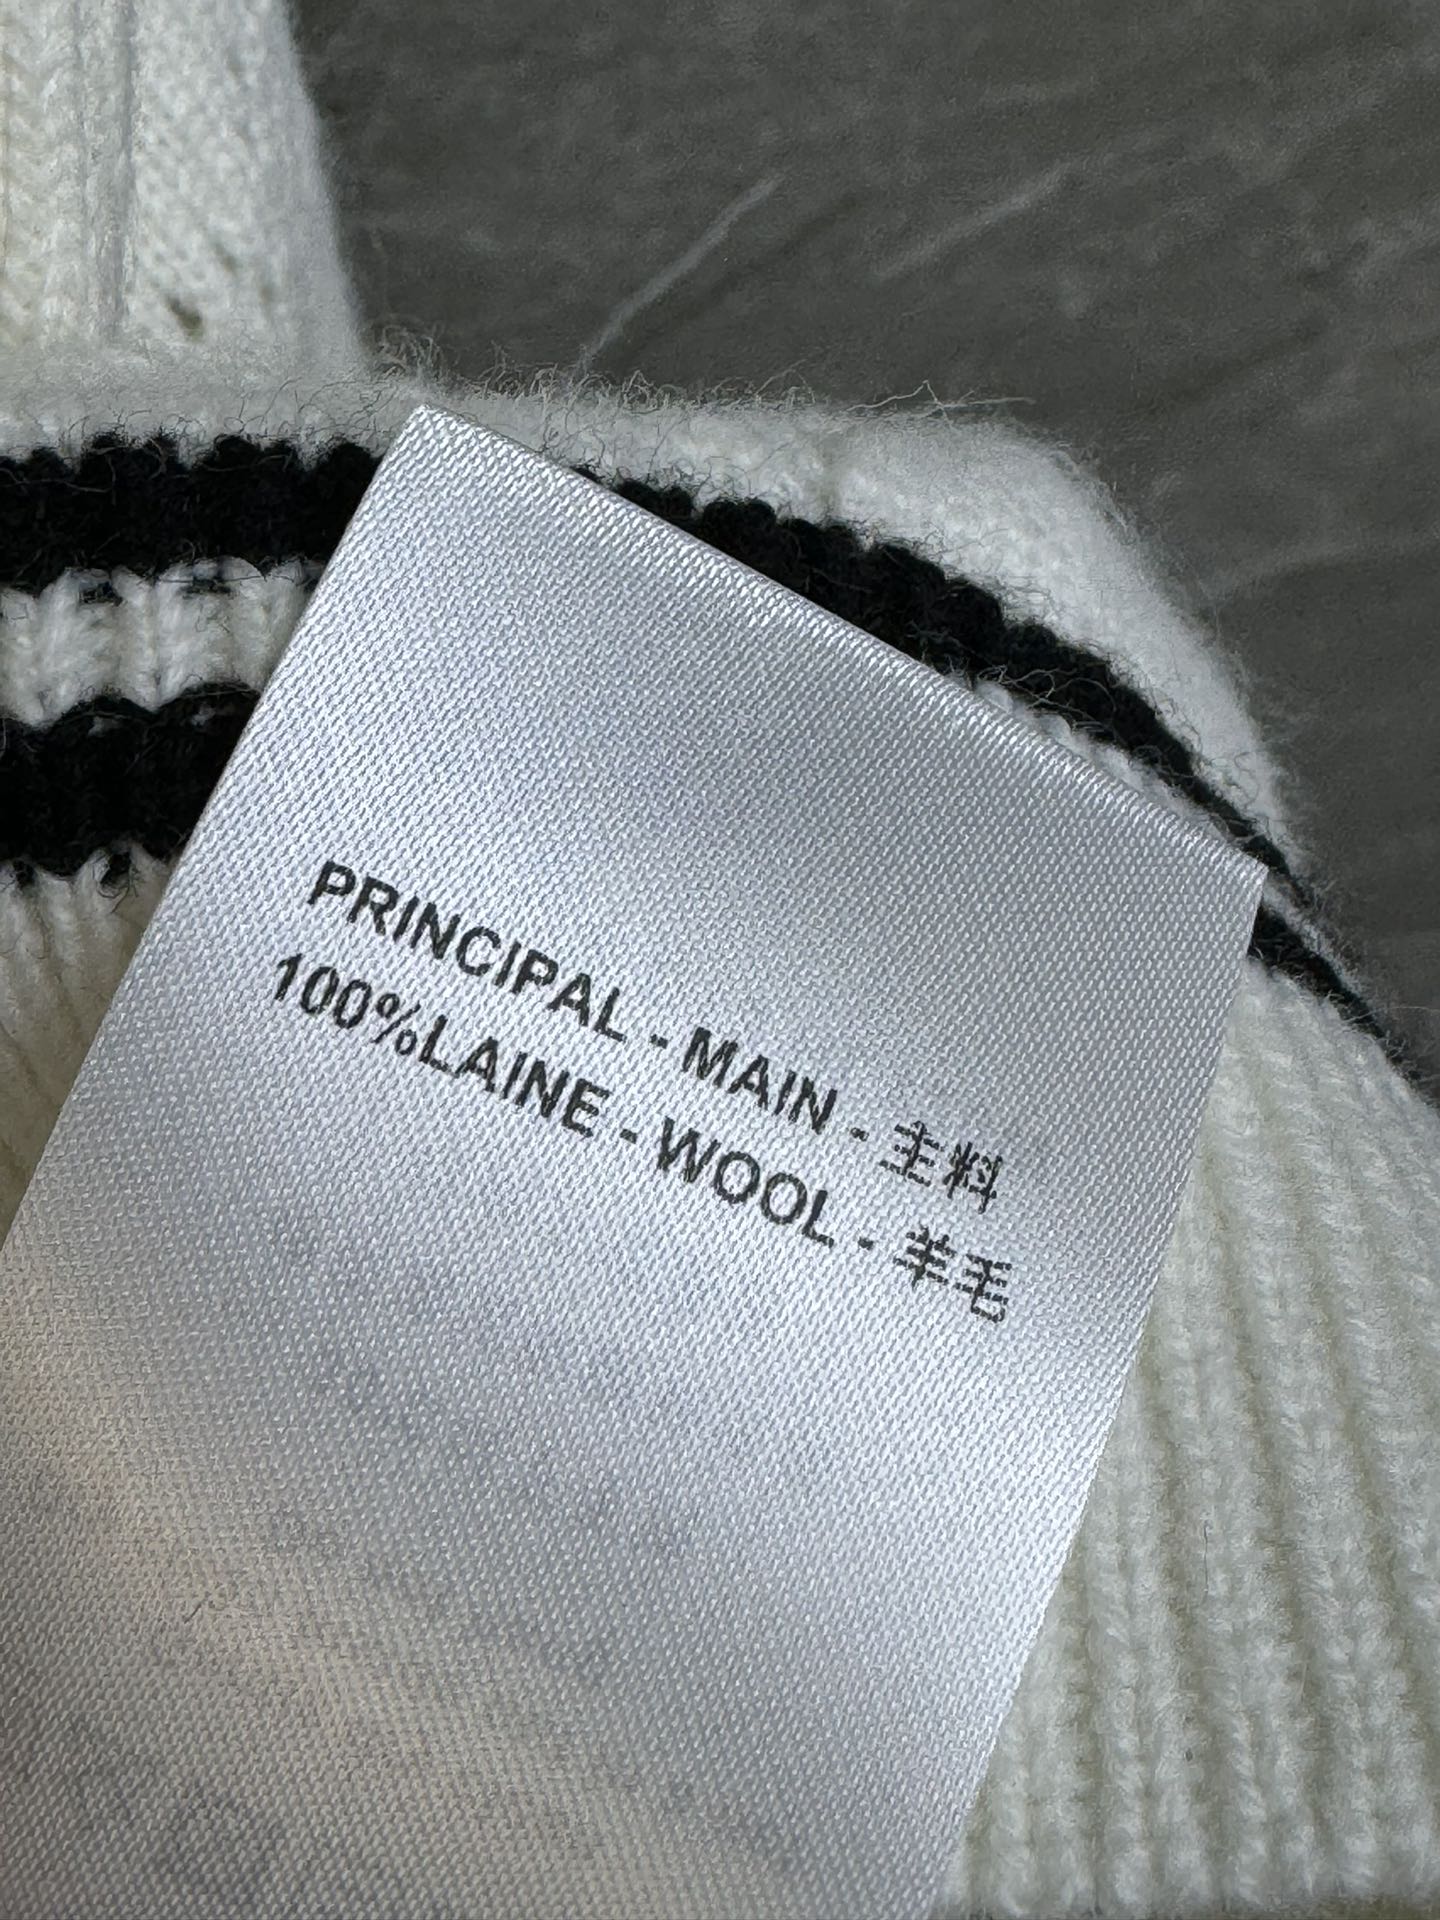 PRINCIPAL - MAIN - 主料
100%LAINE - WOOL - 羊毛